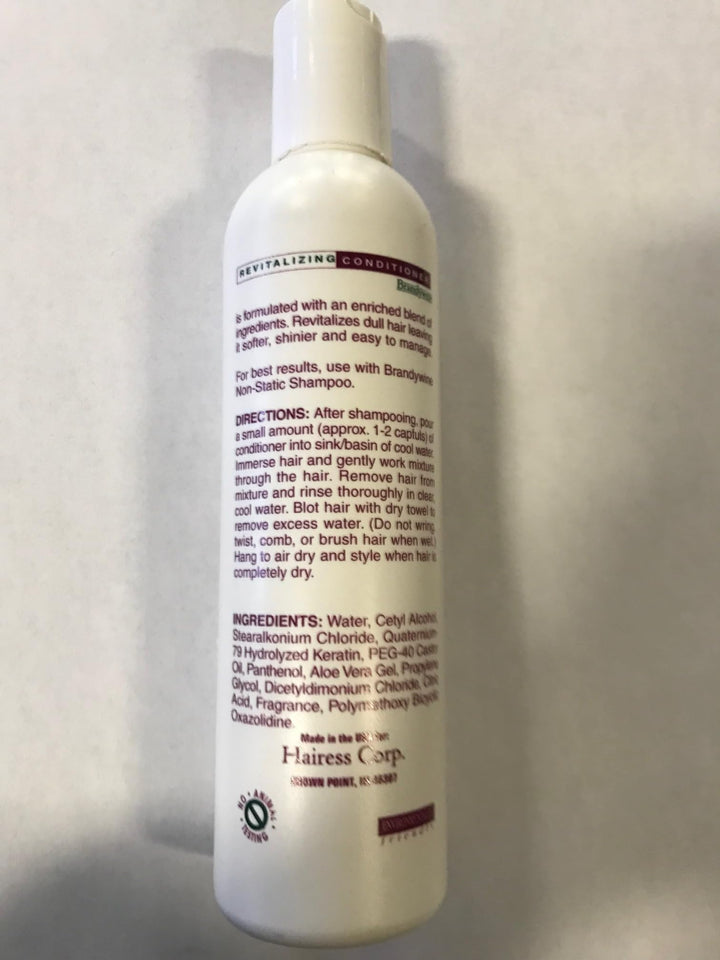 REVITALIZING CONDITIONER
Brandywine
is formulated with an enriched blend of
ingredients. Revitalizes dull hair leaving
it softer, shinier and easy to manage.
For best results, use with Brandywine
Non-Static Shampoo.
DIRECTIONS: After shampooing, pour
a small amount (approx. 1-2 capfuls) of
conditioner into sink/basin of cool water.
Immerse hair and gently work mixture
through the hair. Remove hair from
mixture and rinse thoroughly in clear,
cool water. Blot hair with dry towel to
remove excess water. (Do not wring,
twist, comb, or brush hair when wet.)
Hang to air dry and style when hair is
completely dry.
INGREDIENTS: Water, Cetyl Alcohol,
Stearalkonium Chloride, Quaternium
79 Hydrolyzed Keratin, PEG-40 Castor
Oil, Panthenol, Aloe Vera Gel, Propylene
Glycol, Dicetyldimonium Chloride, Citric
Acid, Fragrance, Polymethoxy Bicyclic
Oxazolidine.
Made in the USA for:
Hairess Corp.
CROWN POINT, IN 46307
NO ANIMAL TESTING